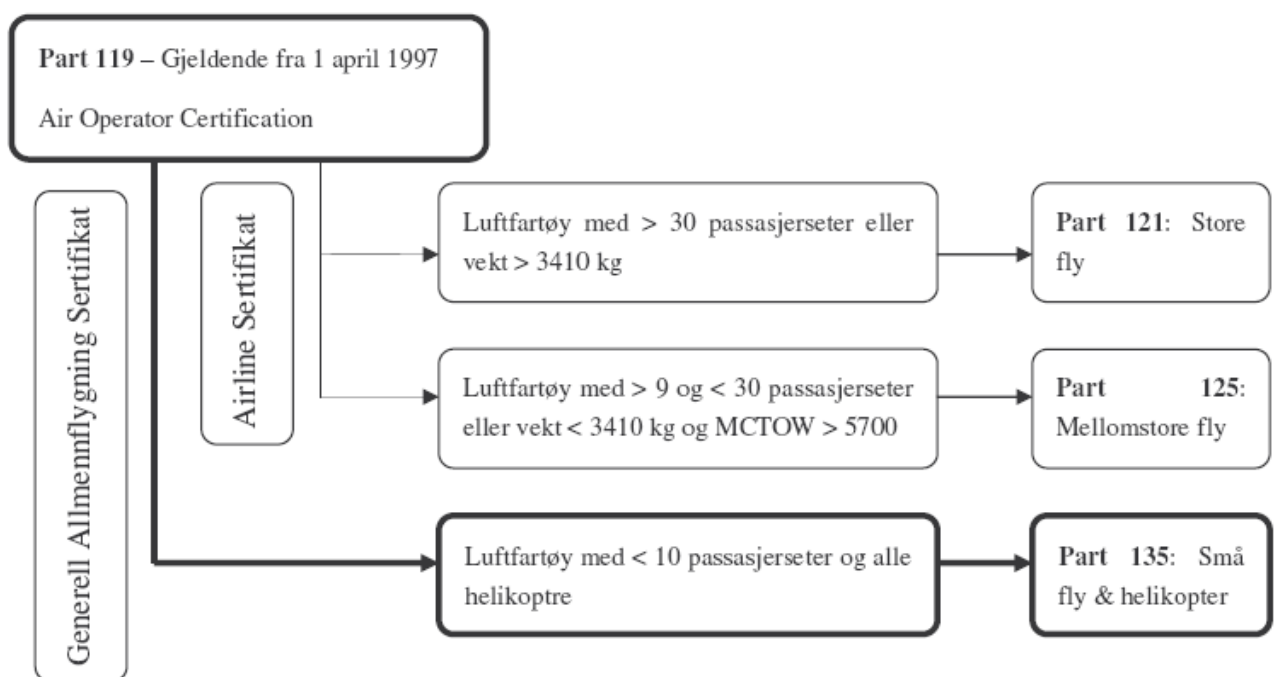 Part 119 – Gjeldende fra 1 april 1997
Air Operator Certification
Generell Allmennflygning Sertifikat
Airline Sertifikat
Luftfartøy med > 30 passasjerseter eller
vekt > 3410 kg
Part 121: Store
fly
Luftfartøy med > 9 og < 30 passasjerseter
eller vekt < 3410 kg og MCTOW > 5700
Part 125:
Mellomstore fly
Luftfartøy med < 10 passasjerseter og alle
helikoptre
Part 135: Små
fly & helikopter